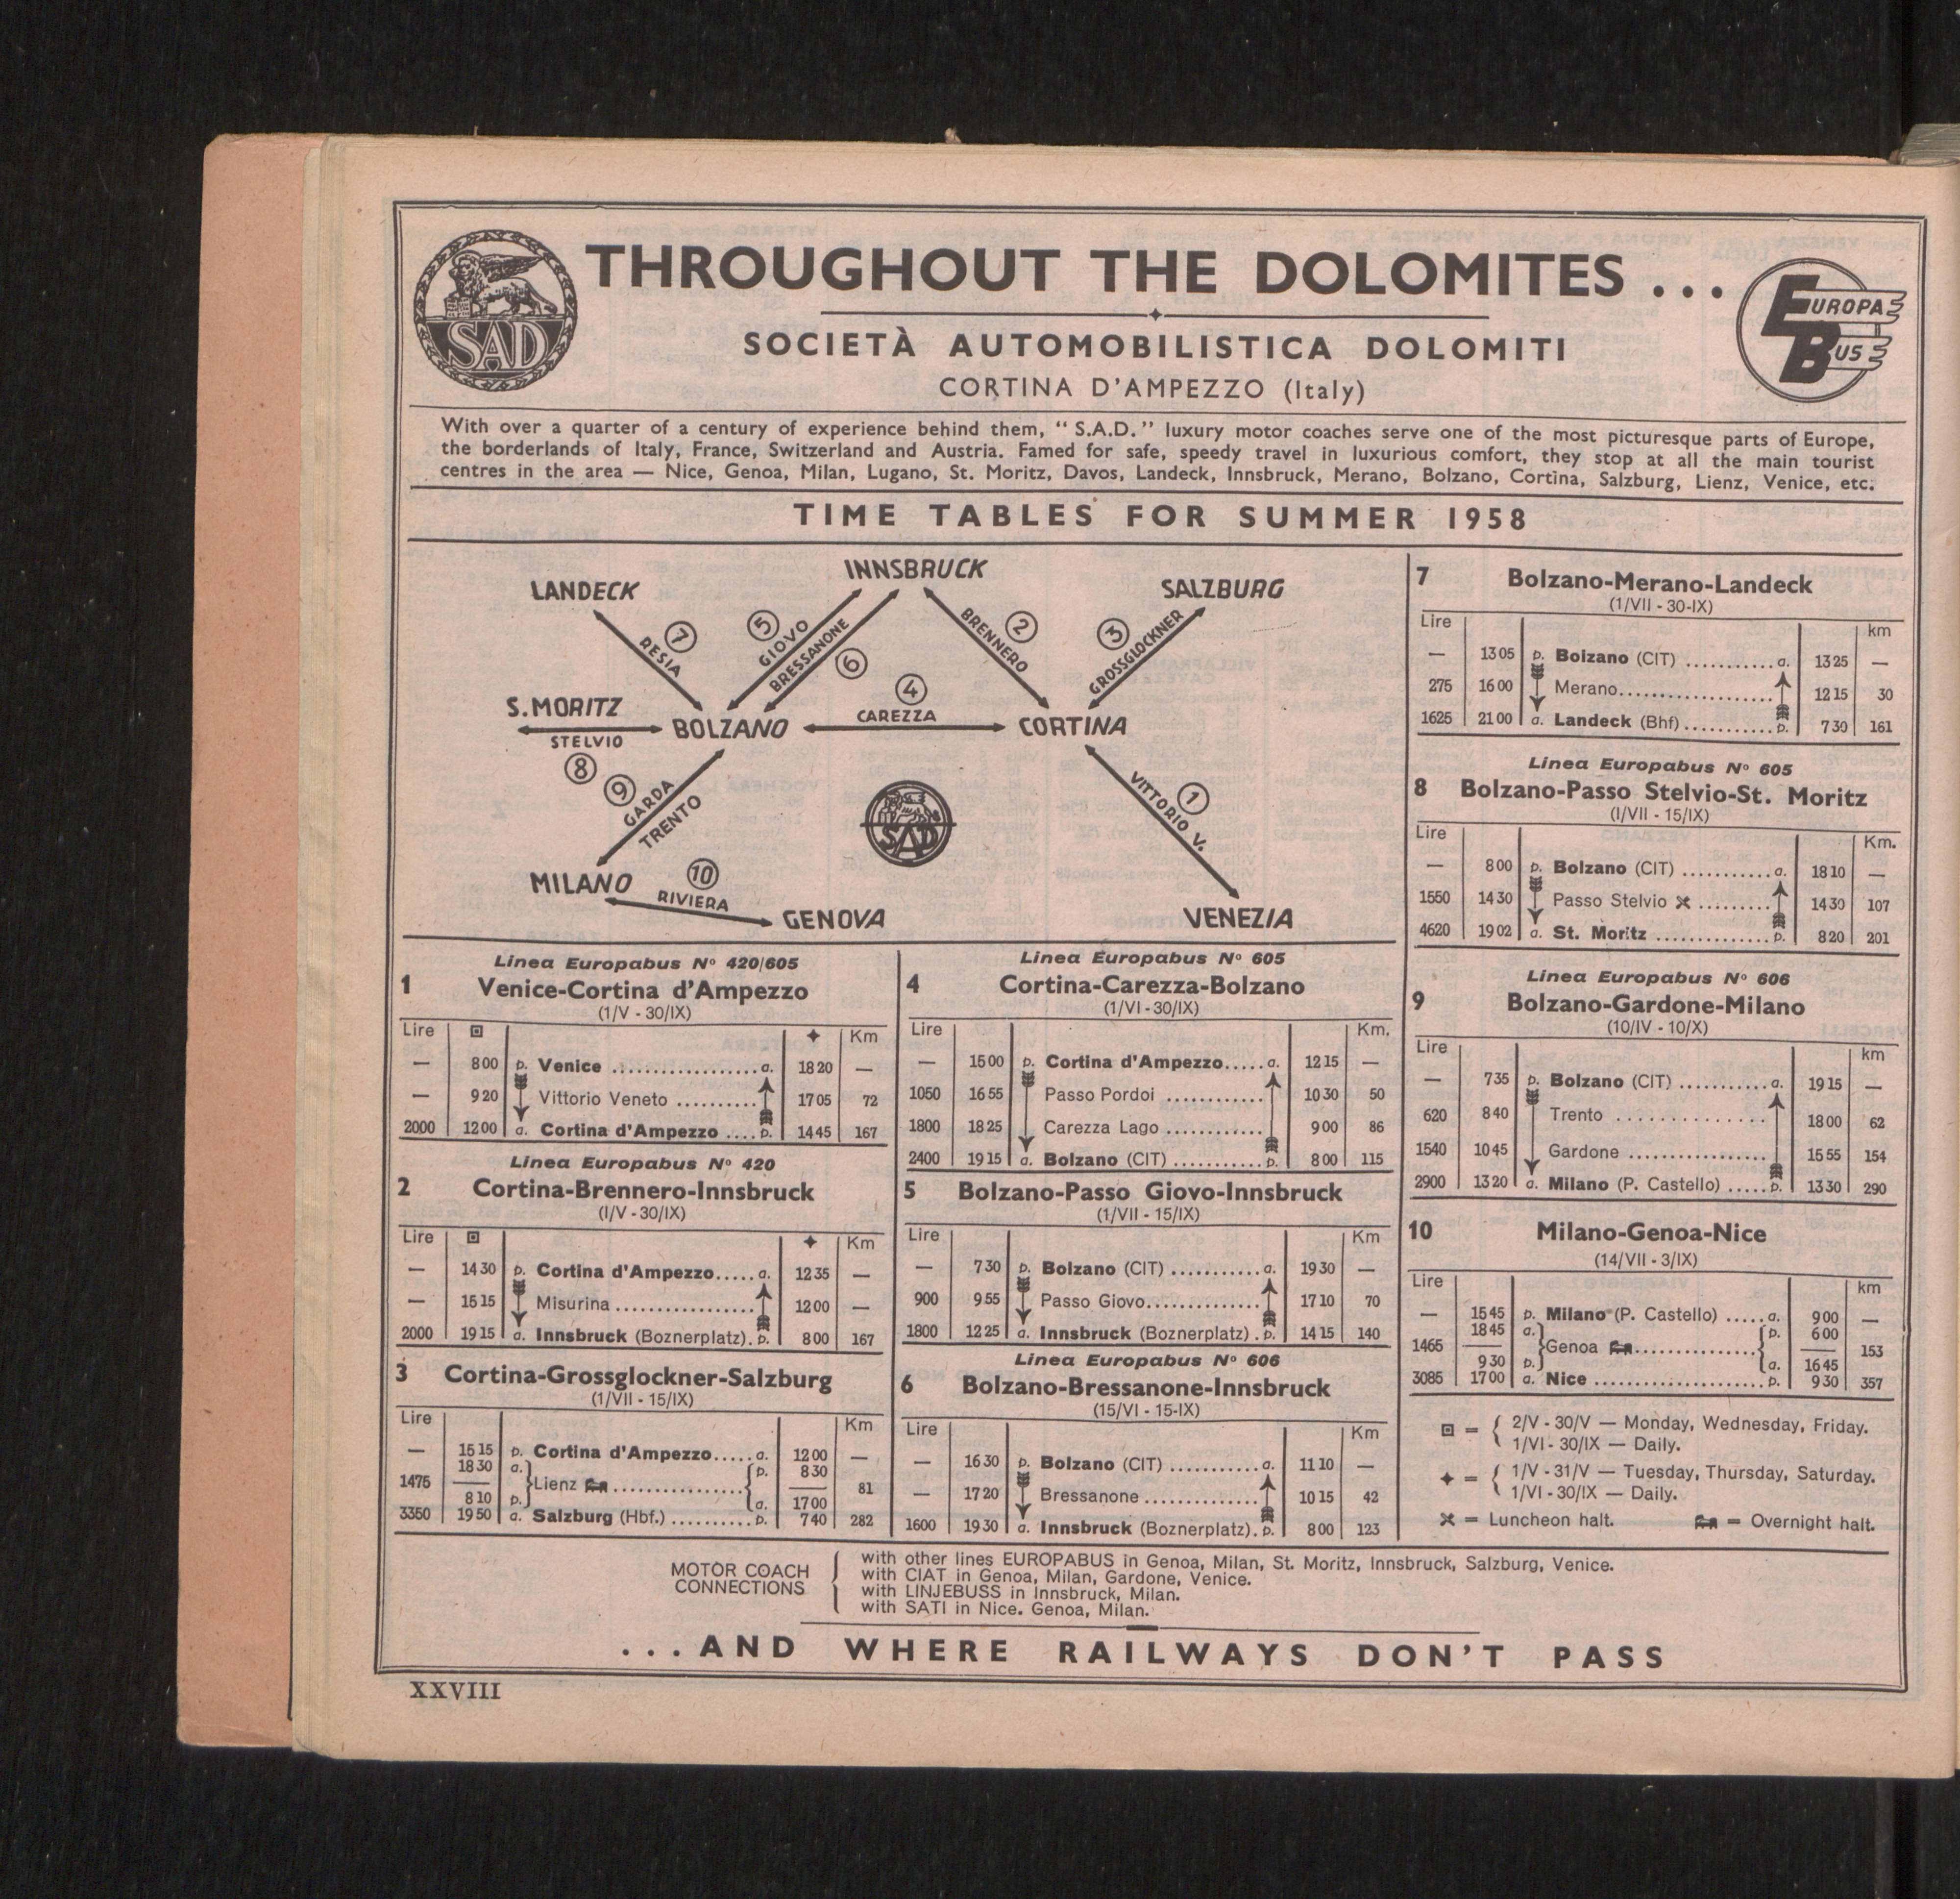 THROUGHOUT THE DOLOMITES ...
SAD
EUROPA
BUS
SOCIETÀ AUTOMOBILISTICA DOLOMITI
CORTINA D'AMPEZZO (Italy)
With over a quarter of a century of experience behind them, "S.A.D." luxury motor coaches serve one of the most picturesque parts of Europe,
the borderlands of Italy, France, Switzerland and Austria. Famed for safe, speedy travel in luxurious comfort, they stop at all the main tourist
centres in the area — Nice, Genoa, Milan, Lugano, St. Moritz, Davos, Landeck, Innsbruck, Merano, Bolzano, Cortina, Salzburg, Lienz, Venice, etc.
TIME TABLES FOR SUMMER 1958
LANDECK
INNSBRUCK
SALZBURG
7 RESIA
5 GIOVO
BRESSANONE 6
2 BRENNERO
3 GROSSGLOCKNER
S.MORITZ
STELVIO
8
BOLZANO
4
CAREZZA
CORTINA
9 GARDA
TRENTO
SAD
1 VITTORIO V.
MILANO
10
RIVIERA
GENOVA
VENEZIA
Linea Europabus Nº 420/605
1 Venice-Cortina d'Ampezzo
(1/V - 30/IX)
Lire Km
— 8 00 p. Venice .................. a. 18 20 —
— 9 20 Vittorio Veneto .......... 17 05 72
2000 12 00 a. Cortina d'Ampezzo .... p. 14 45 167
Linea Europabus Nº 420
2 Cortina-Brennero-Innsbruck
(I/V - 30/IX)
Lire Km
— 14 30 p. Cortina d'Ampezzo..... a. 12 35 —
— 15 15 Misurina ................. 12 00 —
2000 19 15 a. Innsbruck (Boznerplatz). p. 8 00 167
3 Cortina-Grossglockner-Salzburg
(1/VII - 15/IX)
Lire Km
— 15 15 p. Cortina d'Ampezzo..... a. 12 00 —
18 30 a. p. 8 30
1475 Lienz ................. 81
8 10 p. a. 17 00
3350 19 50 a. Salzburg (Hbf.) .......... p. 7 40 282
Linea Europabus Nº 605
4 Cortina-Carezza-Bolzano
(1/VI - 30/IX)
Lire Km.
— 15 00 p. Cortina d'Ampezzo..... a. 12 15 —
1050 16 55 Passo Pordoi ............ 10 30 50
1800 18 25 Carezza Lago ............ 9 00 86
2400 19 15 a. Bolzano (CIT) .......... p. 8 00 115
5 Bolzano-Passo Giovo-Innsbruck
(1/VII - 15/IX)
Lire Km
— 7 30 p. Bolzano (CIT) ........... a. 19 30 —
900 9 55 Passo Giovo.............. 17 10 70
1800 12 25 a. Innsbruck (Boznerplatz) . p. 14 15 140
Linea Europabus Nº 606
6 Bolzano-Bressanone-Innsbruck
(15/VI - 15-IX)
Lire Km
— 16 30 p. Bolzano (CIT) ........... a. 11 10 —
— 17 20 Bressanone .............. 10 15 42
1600 19 30 a. Innsbruck (Boznerplatz). p. 8 00 123
7 Bolzano-Merano-Landeck
(1/VII - 30-IX)
Lire km
— 13 05 p. Bolzano (CIT) ........... a. 13 25 —
275 16 00 Merano................... 12 15 30
1625 21 00 a. Landeck (Bhf) ........... p. 7 30 161
Linea Europabus Nº 605
8 Bolzano-Passo Stelvio-St. Moritz
(I/VII - 15/IX)
Lire Km.
— 8 00 p. Bolzano (CIT) ........... a. 18 10 —
1550 14 30 Passo Stelvio ......... 14 30 107
4620 19 02 a. St. Moritz .............. p. 8 20 201
Linea Europabus Nº 606
9 Bolzano-Gardone-Milano
(10/IV - 10/X)
Lire km
— 7 35 p. Bolzano (CIT) ........... a. 19 15 —
620 8 40 Trento .............. 18 00 62
1540 10 45 Gardone ................. 15 55 154
2900 13 20 a. Milano (P. Castello) ..... p. 13 30 290
10 Milano-Genoa-Nice
(14/VII - 3/IX)
Lire km
— 15 45 p. Milano (P. Castello) ..... a. 9 00 —
18 45 a. p. 6 00
1465 Genoa ............... 153
9 30 p. a. 16 45
3085 17 00 a. Nice ..................... p. 9 30 357
= { 2/V - 30/V — Monday, Wednesday, Friday.
1/VI - 30/IX — Daily.
= { 1/V - 31/V — Tuesday, Thursday, Saturday.
1/VI - 30/IX — Daily.
= Luncheon halt. = Overnight halt.
MOTOR COACH
CONNECTIONS
with other lines EUROPABUS in Genoa, Milan, St. Moritz, Innsbruck, Salzburg, Venice.
with CIAT in Genoa, Milan, Gardone, Venice.
with LINJEBUSS in Innsbruck, Milan.
with SATI in Nice. Genoa, Milan.
...AND WHERE RAILWAYS DON'T PASS
XXVIII